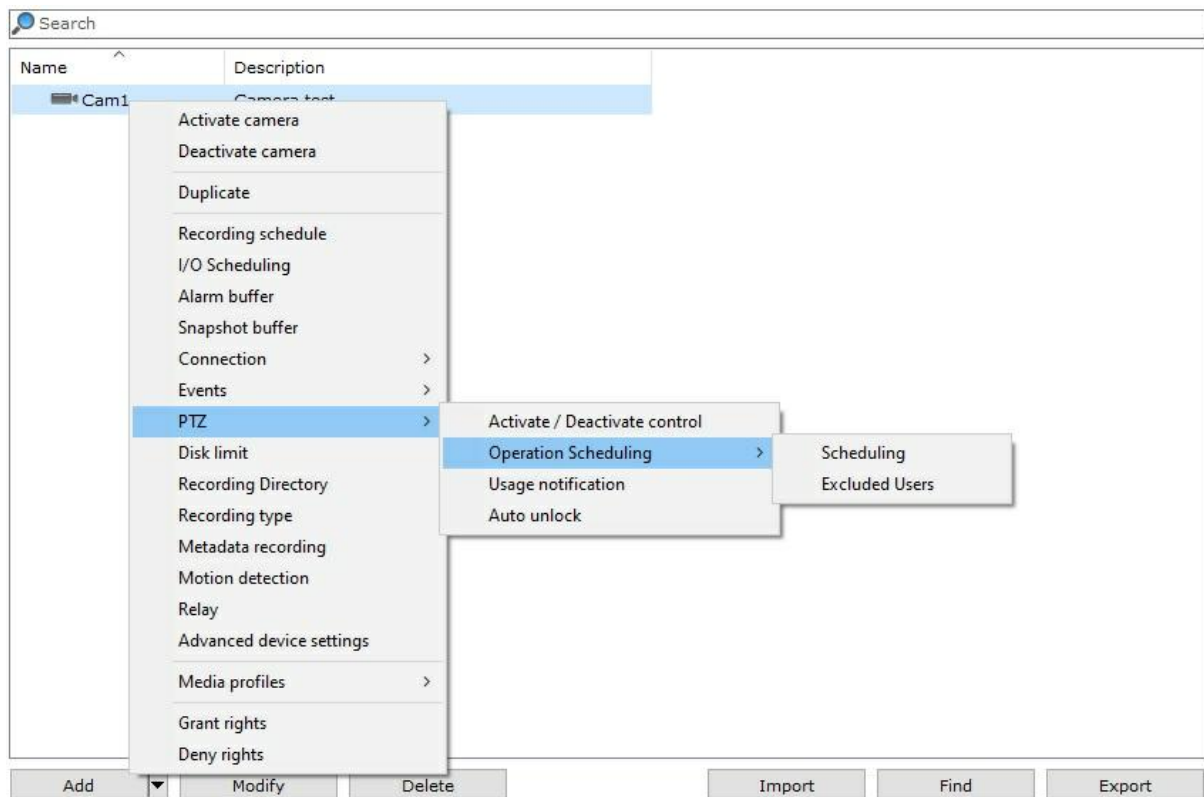 Search
Name Description
Cam1 Camera test
Activate camera
Deactivate camera
Duplicate
Recording schedule
I/O Scheduling
Alarm buffer
Snapshot buffer
Connection
Events
PTZ Activate / Deactivate control
Disk limit Operation Scheduling Scheduling
Recording Directory Usage notification Excluded Users
Recording type Auto unlock
Metadata recording
Motion detection
Relay
Advanced device settings
Media profiles
Grant rights
Deny rights
Add Modify Delete Import Find Export